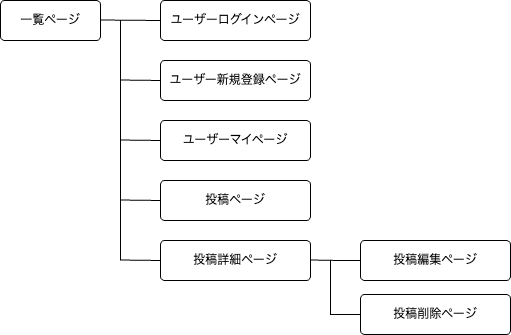 一覧ページ
ユーザーログインページ
ユーザー新規登録ページ
ユーザーマイページ
投稿ページ
投稿詳細ページ
投稿編集ページ
投稿削除ページ